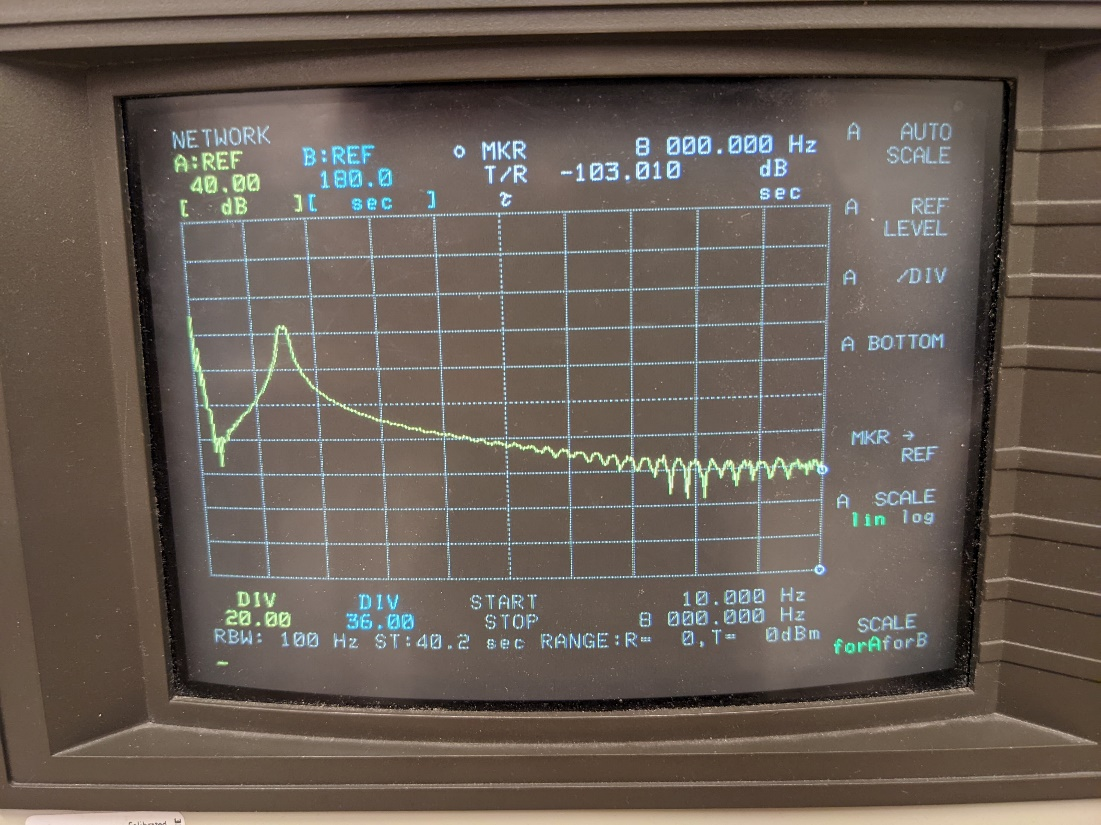 NETWORK
A:REF B:REF o MKR 8 000.000 Hz
40.00 180.0 T/R -103.010 dB
[ dB ][ sec ] τ sec
A AUTO
SCALE
A REF
LEVEL
A /DIV
A BOTTOM
MKR →
REF
A SCALE
lin log
DIV DIV START 10.000 Hz
20.00 36.00 STOP 8 000.000 Hz
RBW: 100 Hz ST:40.2 sec RANGE:R= 0,T= 0dBm
SCALE
forAforB